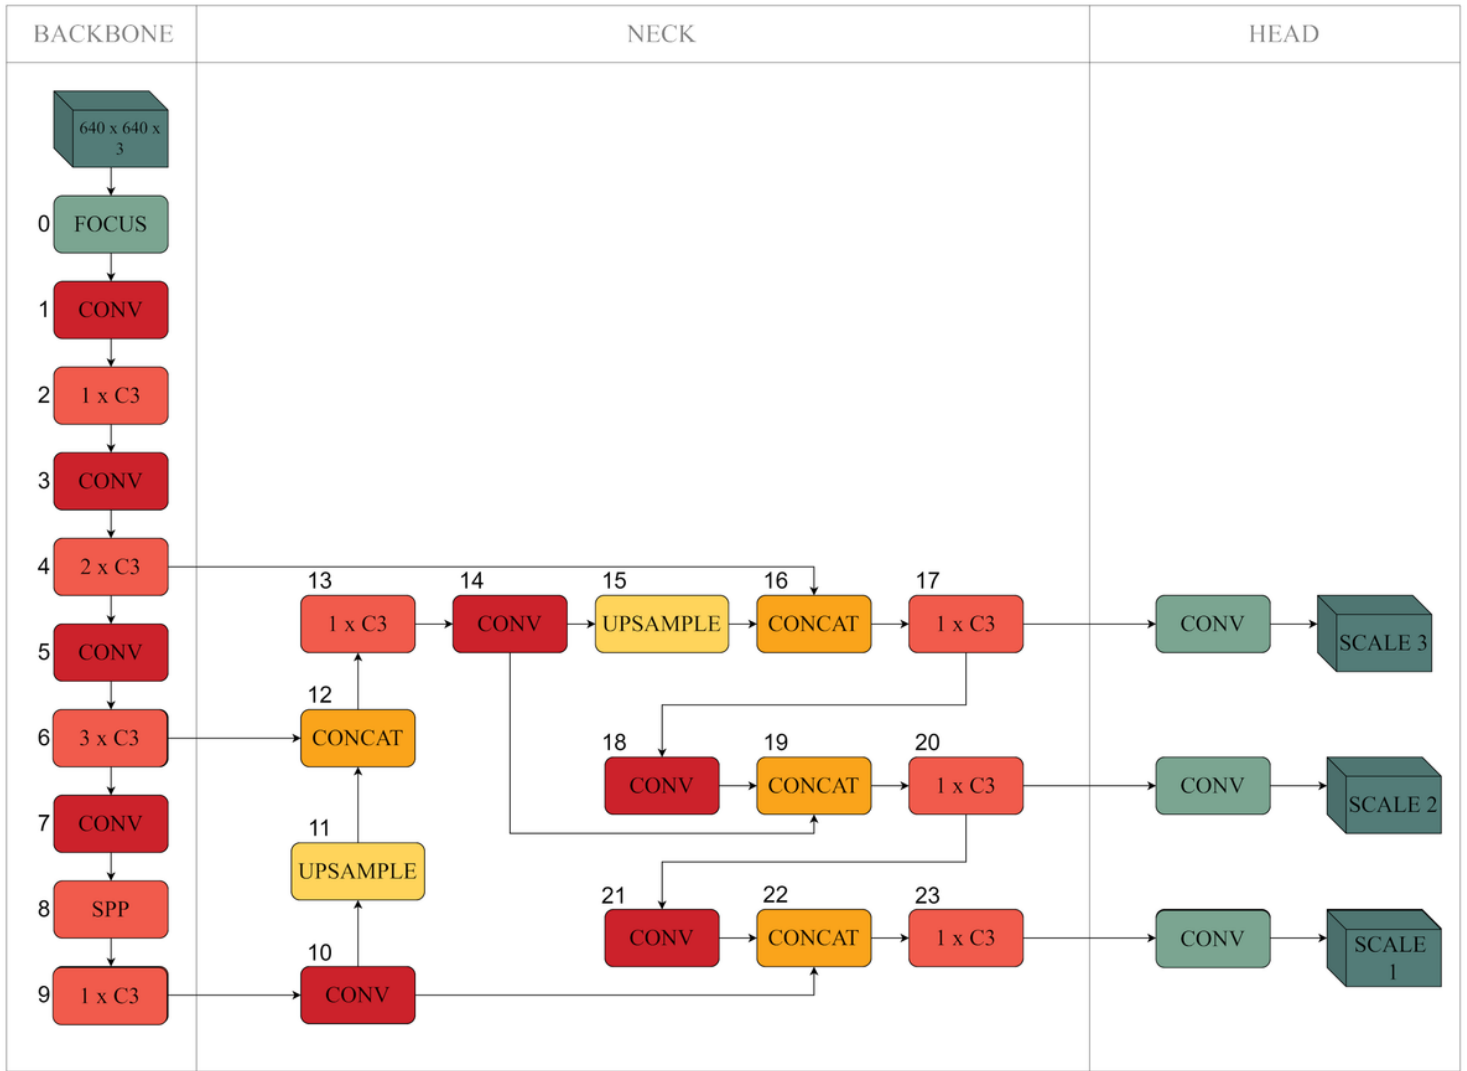 BACKBONE
NECK
HEAD
640 x 640 x
3
0
FOCUS
1
CONV
2
1 x C3
3
CONV
4
2 x C3
5
CONV
6
3 x C3
7
CONV
8
SPP
9
1 x C3
10
CONV
11
UPSAMPLE
12
CONCAT
13
1 x C3
14
CONV
15
UPSAMPLE
16
CONCAT
17
1 x C3
CONV
SCALE 3
18
CONV
19
CONCAT
20
1 x C3
CONV
SCALE 2
21
CONV
22
CONCAT
23
1 x C3
CONV
SCALE
1